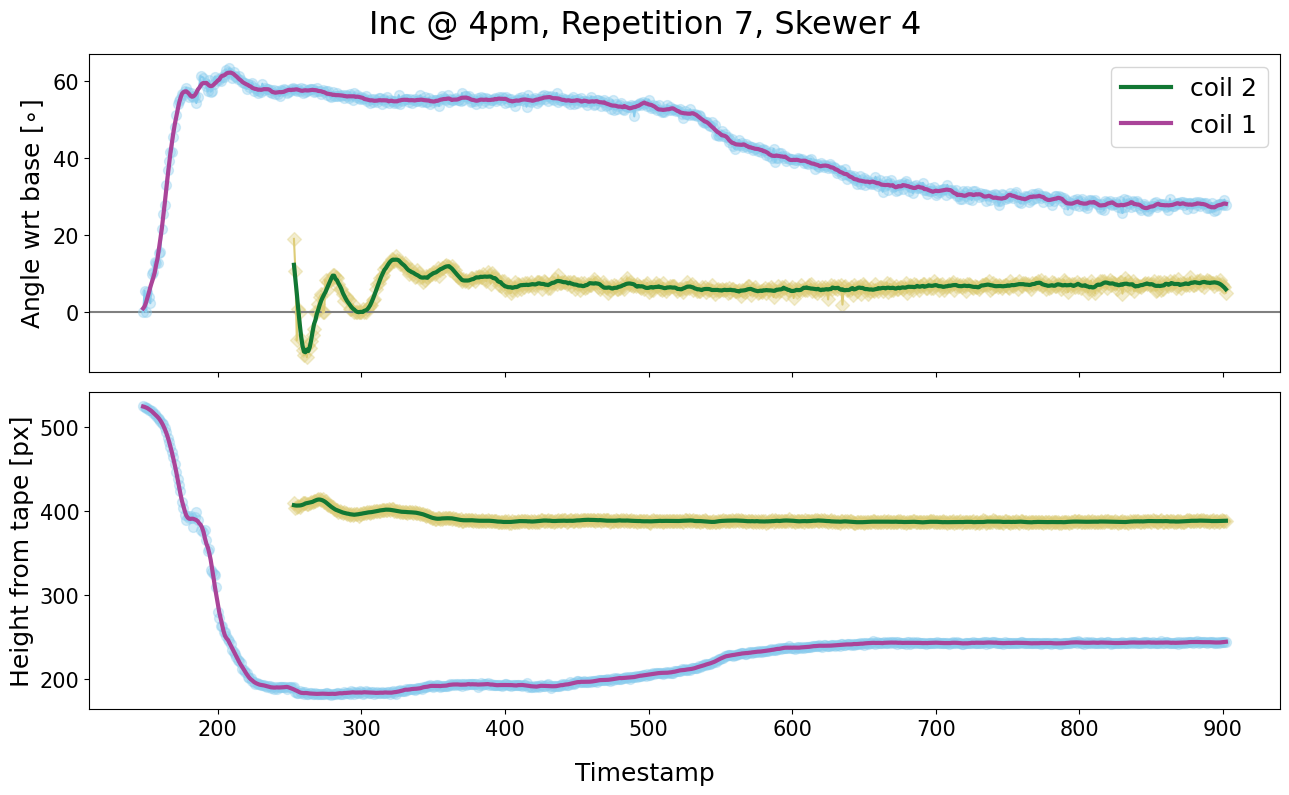 Inc @ 4pm, Repetition 7, Skewer 4
Angle wrt base [∘]
60
40
20
0
coil 2
coil 1
Height from tape [px]
500
400
300
200
200 300 400 500 600 700 800 900
Timestamp